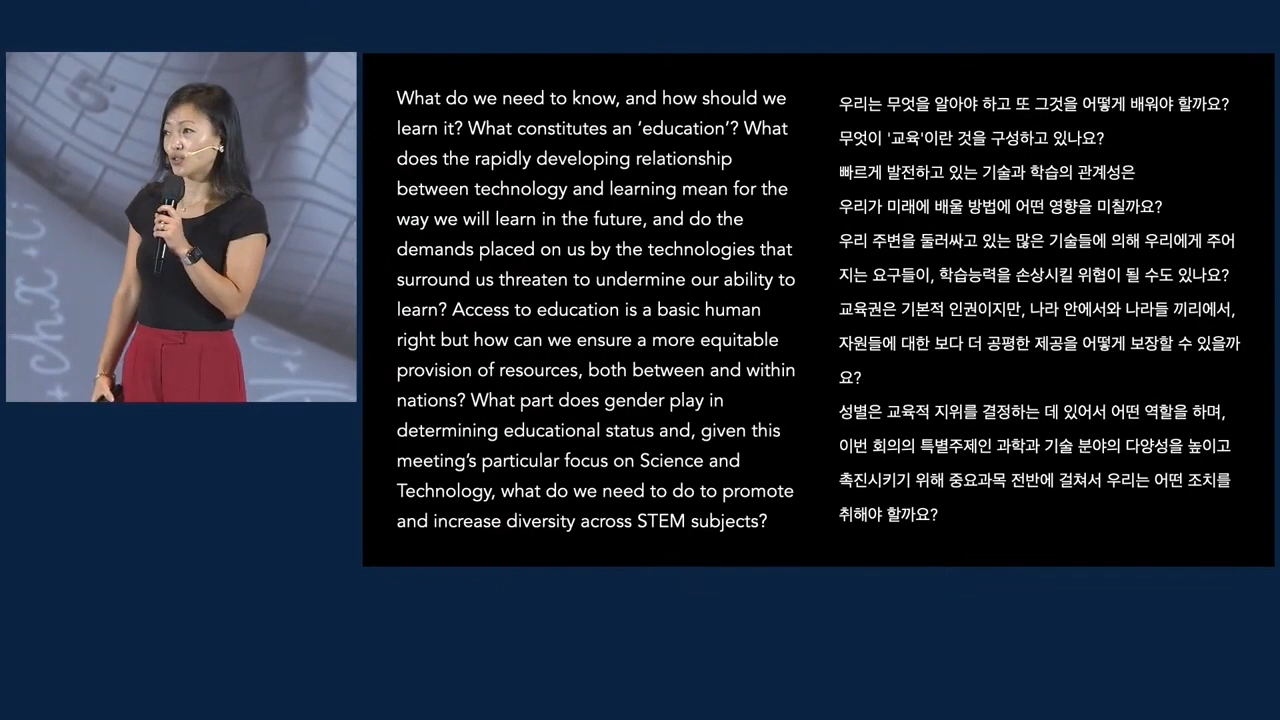 What do we need to know, and how should we
learn it? What constitutes an ‘education’? What
does the rapidly developing relationship
between technology and learning mean for the
way we will learn in the future, and do the
demands placed on us by the technologies that
surround us threaten to undermine our ability to
learn? Access to education is a basic human
right but how can we ensure a more equitable
provision of resources, both between and within
nations? What part does gender play in
determining educational status and, given this
meeting’s particular focus on Science and
Technology, what do we need to do to promote
and increase diversity across STEM subjects?
우리는 무엇을 알아야 하고 또 그것을 어떻게 배워야 할까요?
무엇이 '교육'이란 것을 구성하고 있나요?
빠르게 발전하고 있는 기술과 학습의 관계성은
우리가 미래에 배울 방법에 어떤 영향을 미칠까요?
우리 주변을 둘러싸고 있는 많은 기술들에 의해 우리에게 주어
지는 요구들이, 학습능력을 손상시킬 위협이 될 수도 있나요?
교육권은 기본적 인권이지만, 나라 안에서와 나라들 끼리에서,
자원들에 대한 보다 더 공평한 제공을 어떻게 보장할 수 있을까
요?
성별은 교육적 지위를 결정하는 데 있어서 어떤 역할을 하며,
이번 회의의 특별주제인 과학과 기술 분야의 다양성을 높이고
촉진시키기 위해 중요과목 전반에 걸쳐서 우리는 어떤 조치를
취해야 할까요?